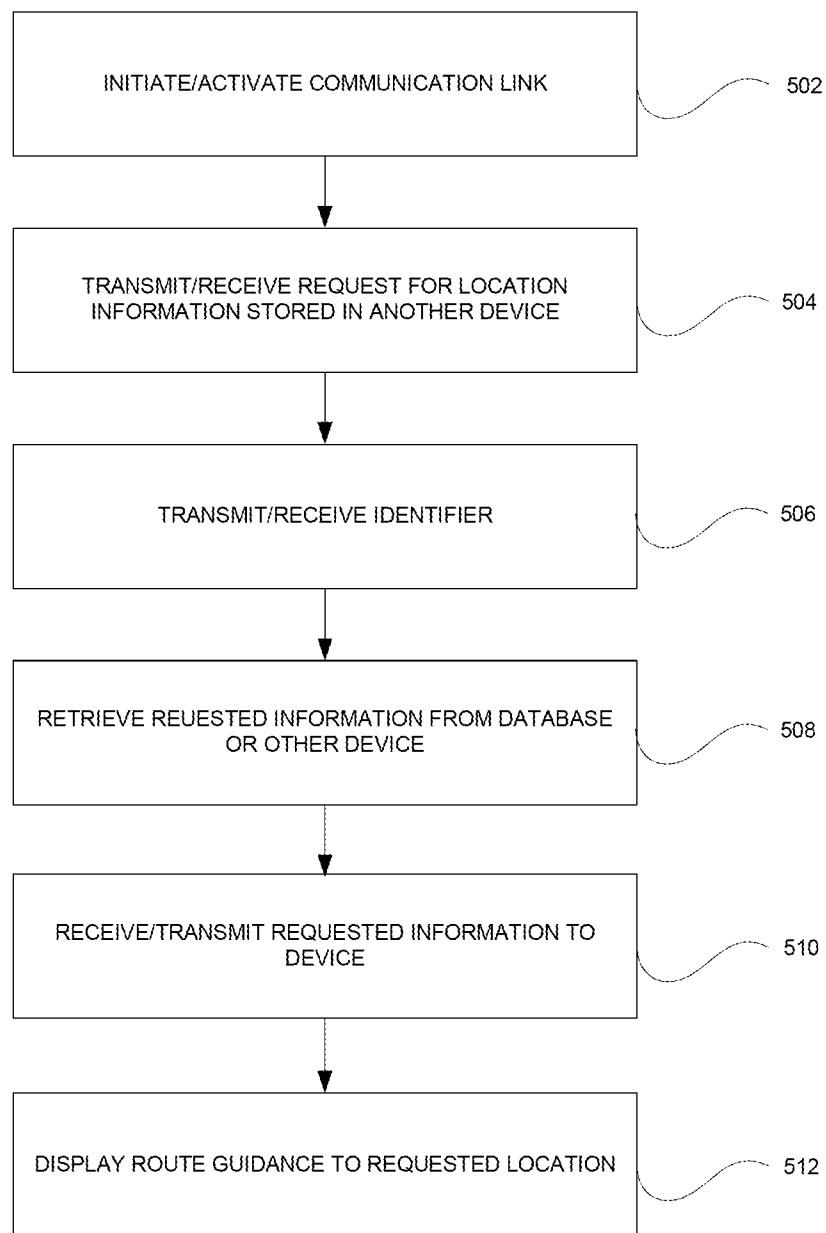 INITIATE/ACTIVATE COMMUNICATION LINK
502
TRANSMIT/RECEIVE REQUEST FOR LOCATION
INFORMATION STORED IN ANOTHER DEVICE
504
TRANSMIT/RECEIVE IDENTIFIER
506
RETRIEVE REUESTED INFORMATION FROM DATABASE
OR OTHER DEVICE
508
RECEIVE/TRANSMIT REQUESTED INFORMATION TO
DEVICE
510
DISPLAY ROUTE GUIDANCE TO REQUESTED LOCATION
512